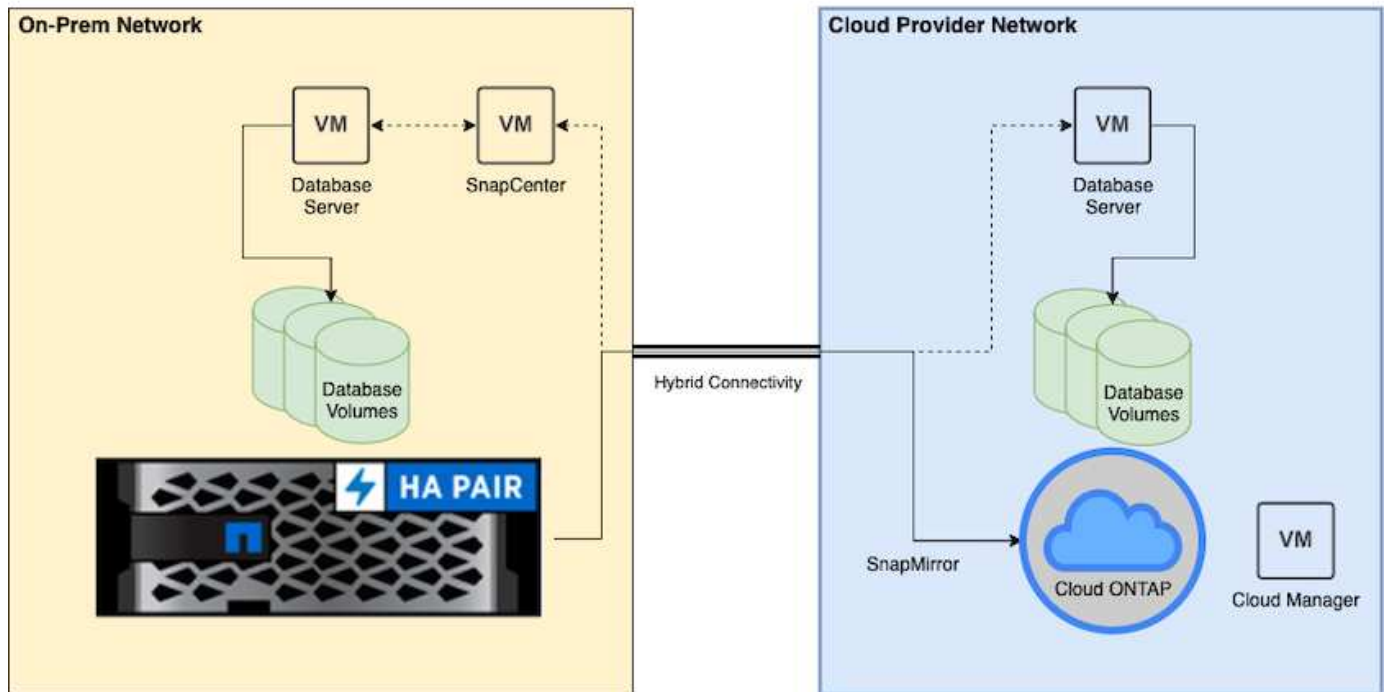 On-Prem Network
VM
VM
Database
Server
SnapCenter
Database
Volumes
HA PAIR
Hybrid Connectivity
Cloud Provider Network
VM
Database
Server
Database
Volumes
SnapMirror
Cloud ONTAP
VM
Cloud Manager